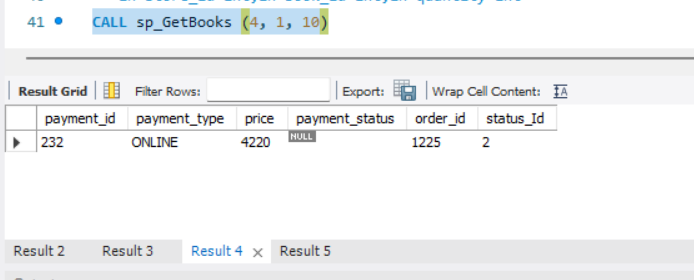 41 CALL sp_GetBooks (4, 1, 10)
Result Grid Filter Rows: Export: Wrap Cell Content: IA
payment_id payment_type price payment_status order_id status_Id
232 ONLINE 4220 NULL 1225 2
Result 2 Result 3 Result 4 × Result 5